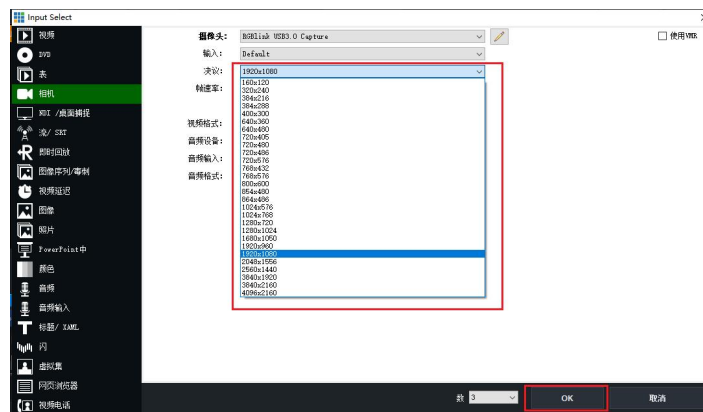 Input Select
视频
DVD
表
相机
NDI /桌面捕捉
流/ SRT
即时回放
图像序列/毒刺
视频延迟
图像
照片
PowerPoint中
颜色
音频
音频输入
标题/ XAML
闪
虚拟集
网页浏览器
视频电话
摄像头: RGBlink USB3.0 Capture
使用VMR
输入: Default
决议: 1920x1080
帧速率:
视频格式:
音频设备:
音频输入:
音频格式:
160x120
320x240
384x216
384x288
400x300
640x360
640x480
720x405
720x480
720x486
720x576
768x432
768x576
800x600
854x480
864x486
1024x576
1024x768
1280x720
1280x1024
1680x1050
1920x960
1920x1080
2048x1556
2560x1440
3840x1920
3840x2160
4096x2160
数 3
OK
取消